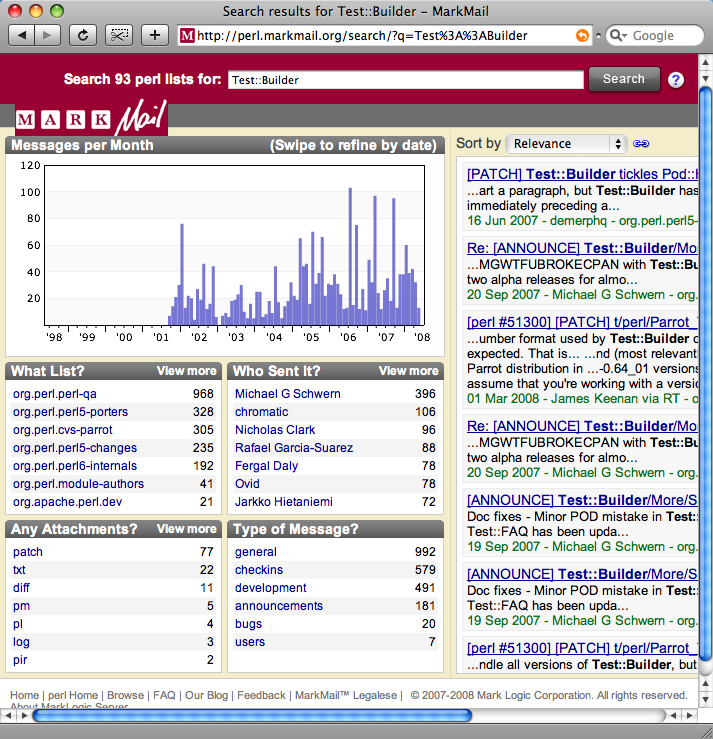 Search results for Test::Builder – MarkMail
M http://perl.markmail.org/search/?q=Test%3A%3ABuilder
Google
Search 93 perl lists for: Test::Builder Search ?
MARK Mail
Messages per Month (Swipe to refine by date)
120
100
80
60
40
20
'98 '99 '00 '01 '02 '03 '04 '05 '06 '07 '08
What List? View more
org.perl.perl-qa 968
org.perl.perl5-porters 328
org.perl.cvs-parrot 305
org.perl.perl5-changes 235
org.perl.perl6-internals 192
org.perl.module-authors 41
org.apache.perl.dev 21
Who Sent It? View more
Michael G Schwern 396
chromatic 106
Nicholas Clark 96
Rafael Garcia-Suarez 88
Fergal Daly 78
Ovid 78
Jarkko Hietaniemi 72
Any Attachments? View more
patch 77
txt 22
diff 11
pm 5
pl 4
log 3
pir 2
Type of Message?
general 992
checkins 579
development 491
announcements 181
bugs 20
users 7
Sort by Relevance
[PATCH] Test::Builder tickles Pod::
...art a paragraph, but Test::Builder has
immediately preceding a...
16 Jun 2007 - demerphq - org.perl.perl5-
Re: [ANNOUNCE] Test::Builder/Mo
...MGWTFUBROKECPAN with Test::Bu
two alpha releases for almo...
20 Sep 2007 - Michael G Schwern - org.
[perl #51300] [PATCH] t/perl/Parrot_
...umber format used by Test::Builder
expected. That is... ...nd (most relevant
Parrot distribution in ...-0.64_01 versions
assume that you're working with a versio
01 Mar 2008 - James Keenan via RT - o
Re: [ANNOUNCE] Test::Builder/Mo
...MGWTFUBROKECPAN with Test::Bu
two alpha releases for almo...
20 Sep 2007 - Michael G Schwern - org.
[ANNOUNCE] Test::Builder/More/S
Doc fixes - Minor POD mistake in Test::
Test::FAQ has been upda...
19 Sep 2007 - Michael G Schwern - org.
[ANNOUNCE] Test::Builder/More/S
Doc fixes - Minor POD mistake in Test::
Test::FAQ has been upda...
19 Sep 2007 - Michael G Schwern - org.
[perl #51300] [PATCH] t/perl/Parrot_
...ndle all versions of Test::Builder, but
Home | perl Home | Browse | FAQ | Our Blog | Feedback | MarkMail™ Legalese | © 2007-2008 Mark Logic Corporation. All rights reserved.
About MarkLogic Server